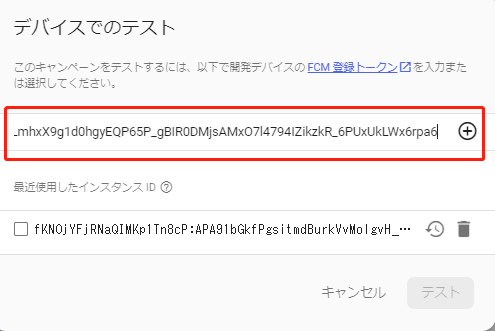 デバイスでのテスト
このキャンペーンをテストするには、以下で開発デバイスの FCM 登録トークン を入力また
は選択してください。
_mhxX9g1d0hgyEQP65P_gBIR0DMjsAMxO7l4794IZikzkR_6PUxUkLWx6rpa6
最近使用したインスタンス ID
fKNOjYFjRNaQIMKp1Tn8cP:APA91bGkfPgsitmdBurkVvMoIgvH_…
キャンセル
テスト